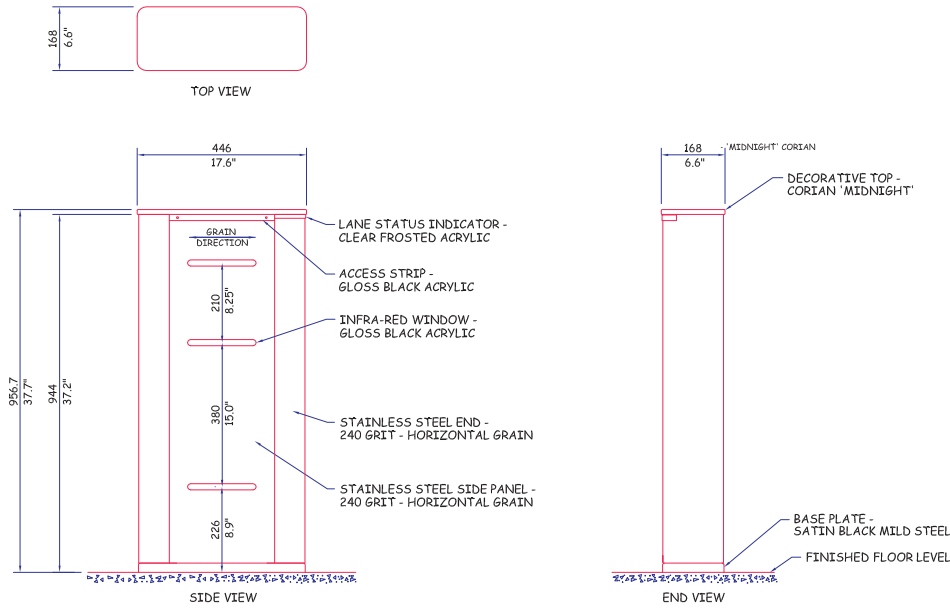 168
6.6"
TOP VIEW
446
17.6"
168
6.6"
- 'MIDNIGHT' CORIAN
DECORATIVE TOP -
CORIAN 'MIDNIGHT'
LANE STATUS INDICATOR -
CLEAR FROSTED ACRYLIC
GRAIN
DIRECTION
ACCESS STRIP -
GLOSS BLACK ACRYLIC
210
8.25"
INFRA-RED WINDOW -
GLOSS BLACK ACRYLIC
956.7
37.7"
944
37.2"
380
15.0"
STAINLESS STEEL END -
240 GRIT - HORIZONTAL GRAIN
STAINLESS STEEL SIDE PANEL -
240 GRIT - HORIZONTAL GRAIN
226
8.9"
BASE PLATE -
SATIN BLACK MILD STEEL
FINISHED FLOOR LEVEL
SIDE VIEW
END VIEW